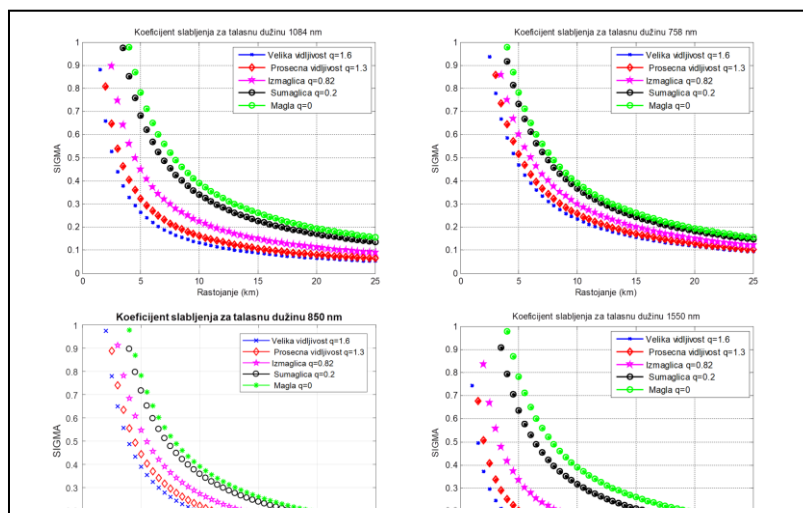 Koeficijent slabljenja za talasnu dužinu 1084 nm
1
0.9
0.8
0.7
0.6
0.5
0.4
0.3
0.2
0.1
0
SIGMA
Velika vidljivost q=1.6
Prosecna vidljivost q=1.3
Izmaglica q=0.82
Sumaglica q=0.2
Magla q=0
0 5 10 15 20 25
Rastojanje (km)
Koeficijent slabljenja za talasnu dužinu 758 nm
1
0.9
0.8
0.7
0.6
0.5
0.4
0.3
0.2
0.1
0
SIGMA
Velika vidljivost q=1.6
Prosecna vidljivost q=1.3
Izmaglica q=0.82
Sumaglica q=0.2
Magla q=0
0 5 10 15 20 25
Rastojanje (km)
Koeficijent slabljenja za talasnu dužinu 850 nm
1
0.9
0.8
0.7
0.6
0.5
0.4
0.3
SIGMA
Velika vidljivost q=1.6
Prosecna vidljivost q=1.3
Izmaglica q=0.82
Sumaglica q=0.2
Magla q=0
Koeficijent slabljenja za talasnu dužinu 1550 nm
1
0.9
0.8
0.7
0.6
0.5
0.4
0.3
SIGMA
Velika vidljivost q=1.6
Prosecna vidljivost q=1.3
Izmaglica q=0.82
Sumaglica q=0.2
Magla q=0